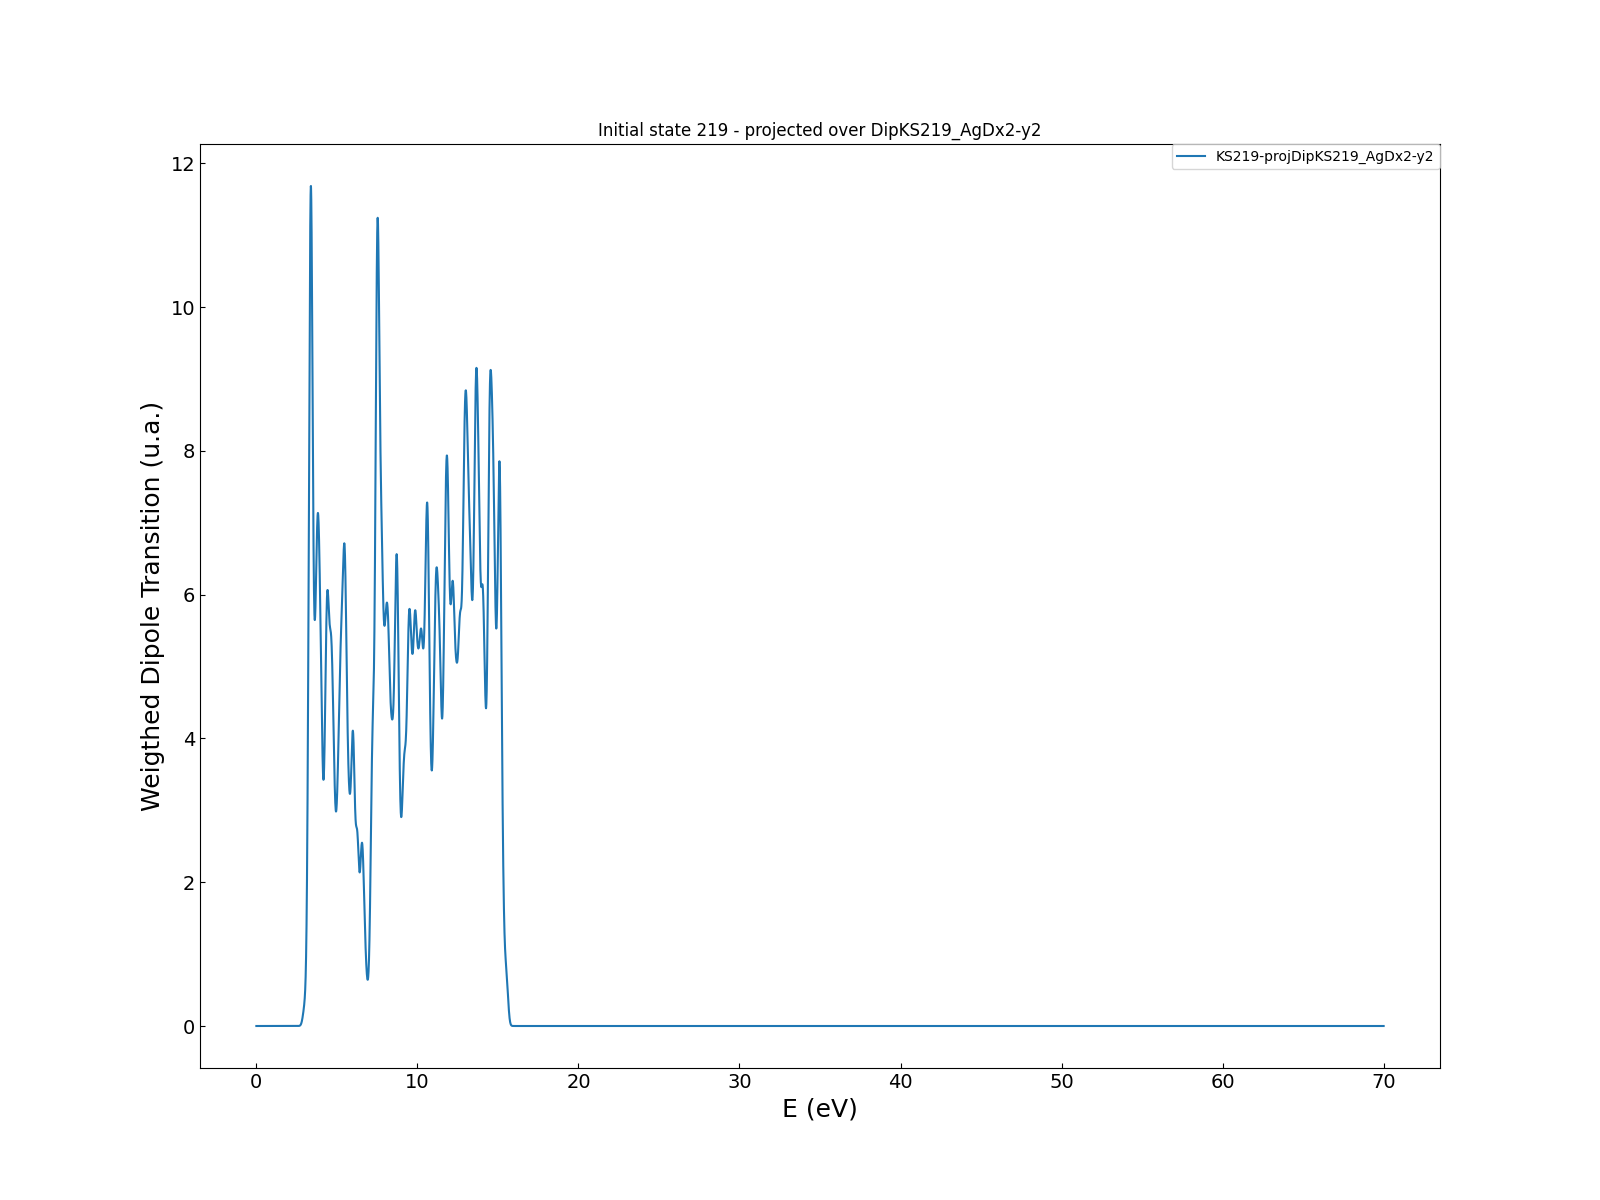 Initial state 219 - projected over DipKS219_AgDx2-y2
KS219-projDipKS219_AgDx2-y2
12
10
8
6
4
2
0
Weigthed Dipole Transition (u.a.)
0 10 20 30 40 50 60 70
E (eV)